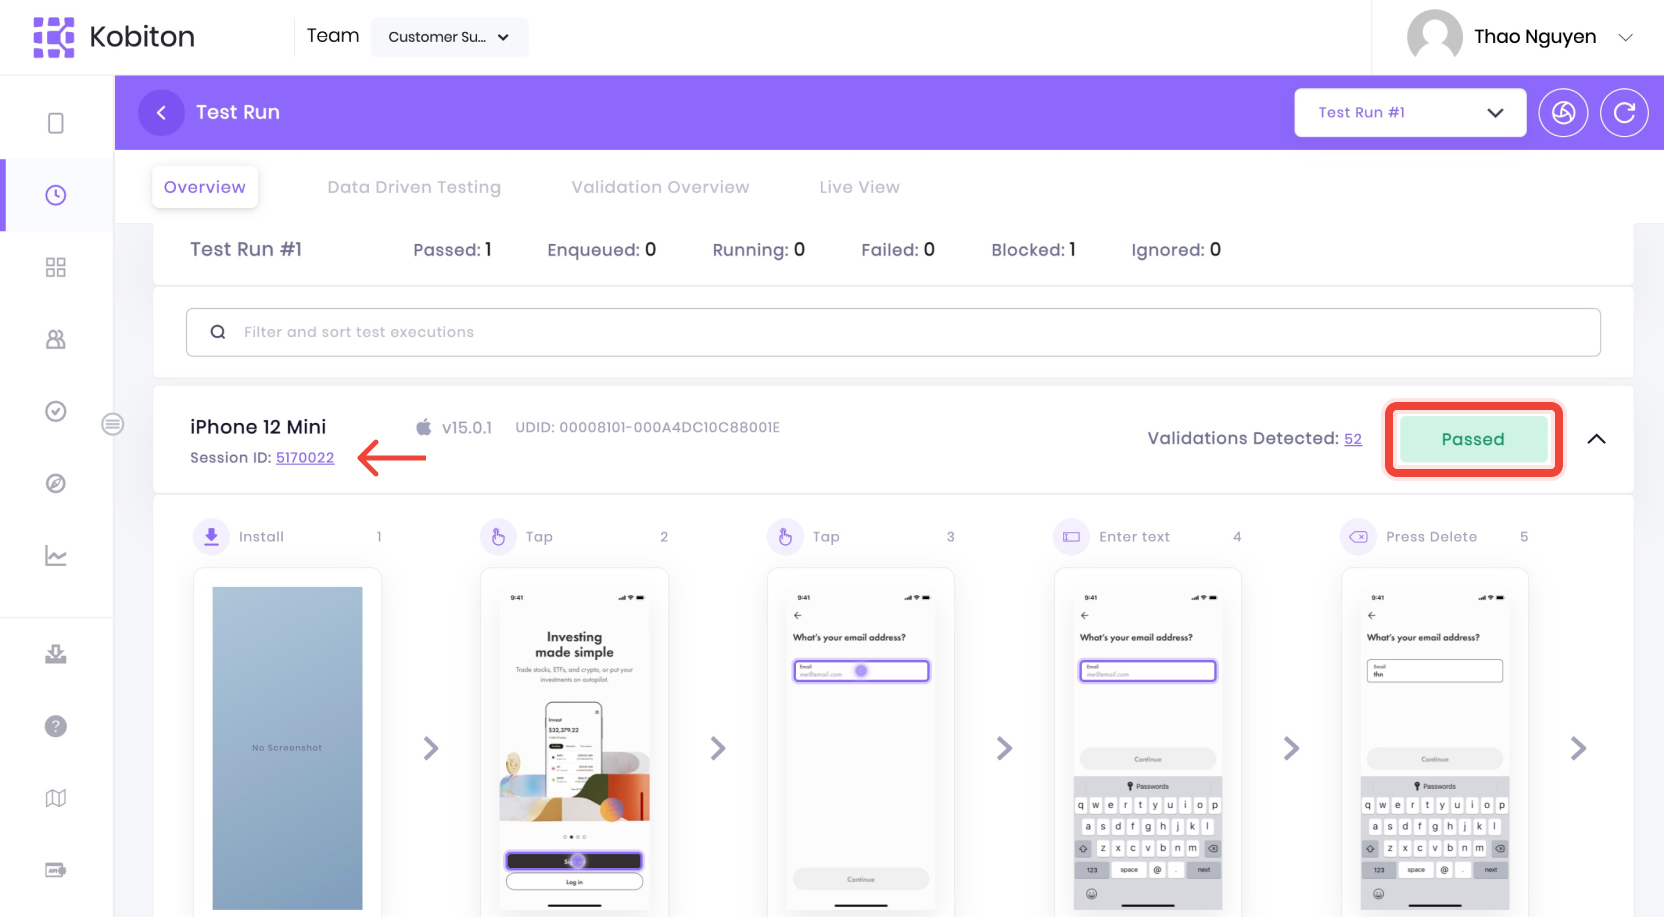 Kobiton
Team
Customer Su...
Thao Nguyen
Test Run
Test Run #1
Overview
Data Driven Testing
Validation Overview
Live View
Test Run #1
Passed: 1
Enqueued: 0
Running: 0
Failed: 0
Blocked: 1
Ignored: 0
Filter and sort test executions
iPhone 12 Mini
v15.0.1
UDID: 00008101-000A4DC10C88001E
Session ID: 5170022
Validations Detected: 52
Passed
Install 1
Tap 2
Tap 3
Enter text 4
Press Delete 5
No Screenshot
9:41
Investing
made simple
Trade stocks, ETFs, and crypto, or put your
investments on autopilot.
Invest
$32,379.22
Log in
9:41
What's your email address?
Email
me@email.com
Continue
9:41
What's your email address?
Email
me@email.com
Continue
Passwords
q w e r t y u i o p
a s d f g h j k l
z x c v b n m
123 space @ . next
9:41
What's your email address?
Email
thn
Continue
Passwords
q w e r t y u i o p
a s d f g h j k l
z x c v b n m
123 space @ . next
API